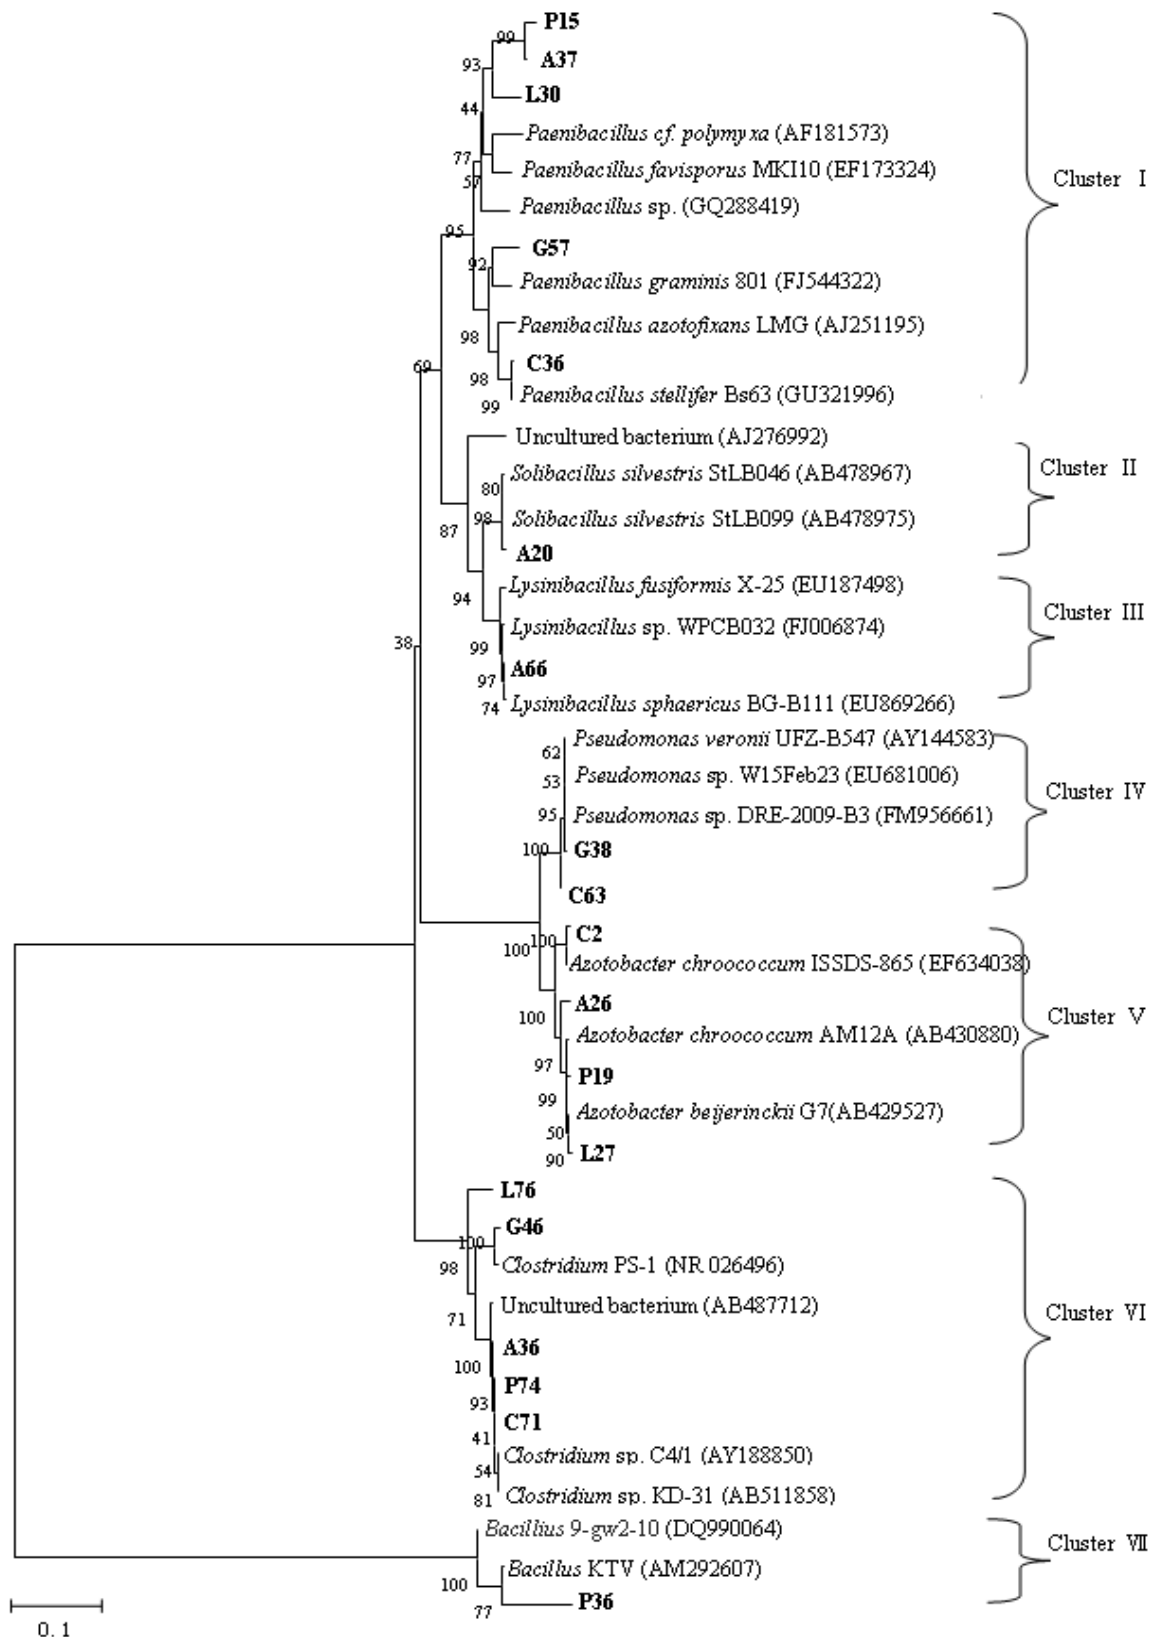 P15
99
A37
93
L30
44
Paenibacillus cf. polymyxa (AF181573)
77
Paenibacillus favisporus MKI10 (EF173324)
57
Cluster I
Paenibacillus sp. (GQ288419)
95
G57
92
Paenibacillus graminis 801 (FJ544322)
Paenibacillus azotofixans LMG (AJ251195)
98
C36
69
98
Paenibacillus stellifer Bs63 (GU321996)
99
Uncultured bacterium (AJ276992)
Cluster II
Solibacillus silvestris StLB046 (AB478967)
80
98
Solibacillus silvestris StLB099 (AB478975)
87
A20
Lysinibacillus fusiformis X-25 (EU187498)
94
Cluster III
Lysinibacillus sp. WPCB032 (FJ006874)
38
99
A66
97
74
Lysinibacillus sphaericus BG-B111 (EU869266)
Pseudomonas veronii UFZ-B547 (AY144583)
62
Pseudomonas sp. W15Feb23 (EU681006)
53
Cluster IV
95
Pseudomonas sp. DRE-2009-B3 (FM956661)
100
G38
C63
C2
100
100
Azotobacter chroococcum ISSDS-865 (EF634038)
A26
100
Cluster V
Azotobacter chroococcum AM12A (AB430880)
97
P19
99
Azotobacter beijerinckii G7(AB429527)
50
L27
90
L76
G46
100
98
Clostridium PS-1 (NR 026496)
Uncultured bacterium (AB487712)
Cluster VI
71
A36
100
P74
93
C71
41
Clostridium sp. C4/1 (AY188850)
54
81
Clostridium sp. KD-31 (AB511858)
Bacillius 9-gw2-10 (DQ990064)
Cluster VII
Bacillus KTV (AM292607)
100
P36
77
0.1